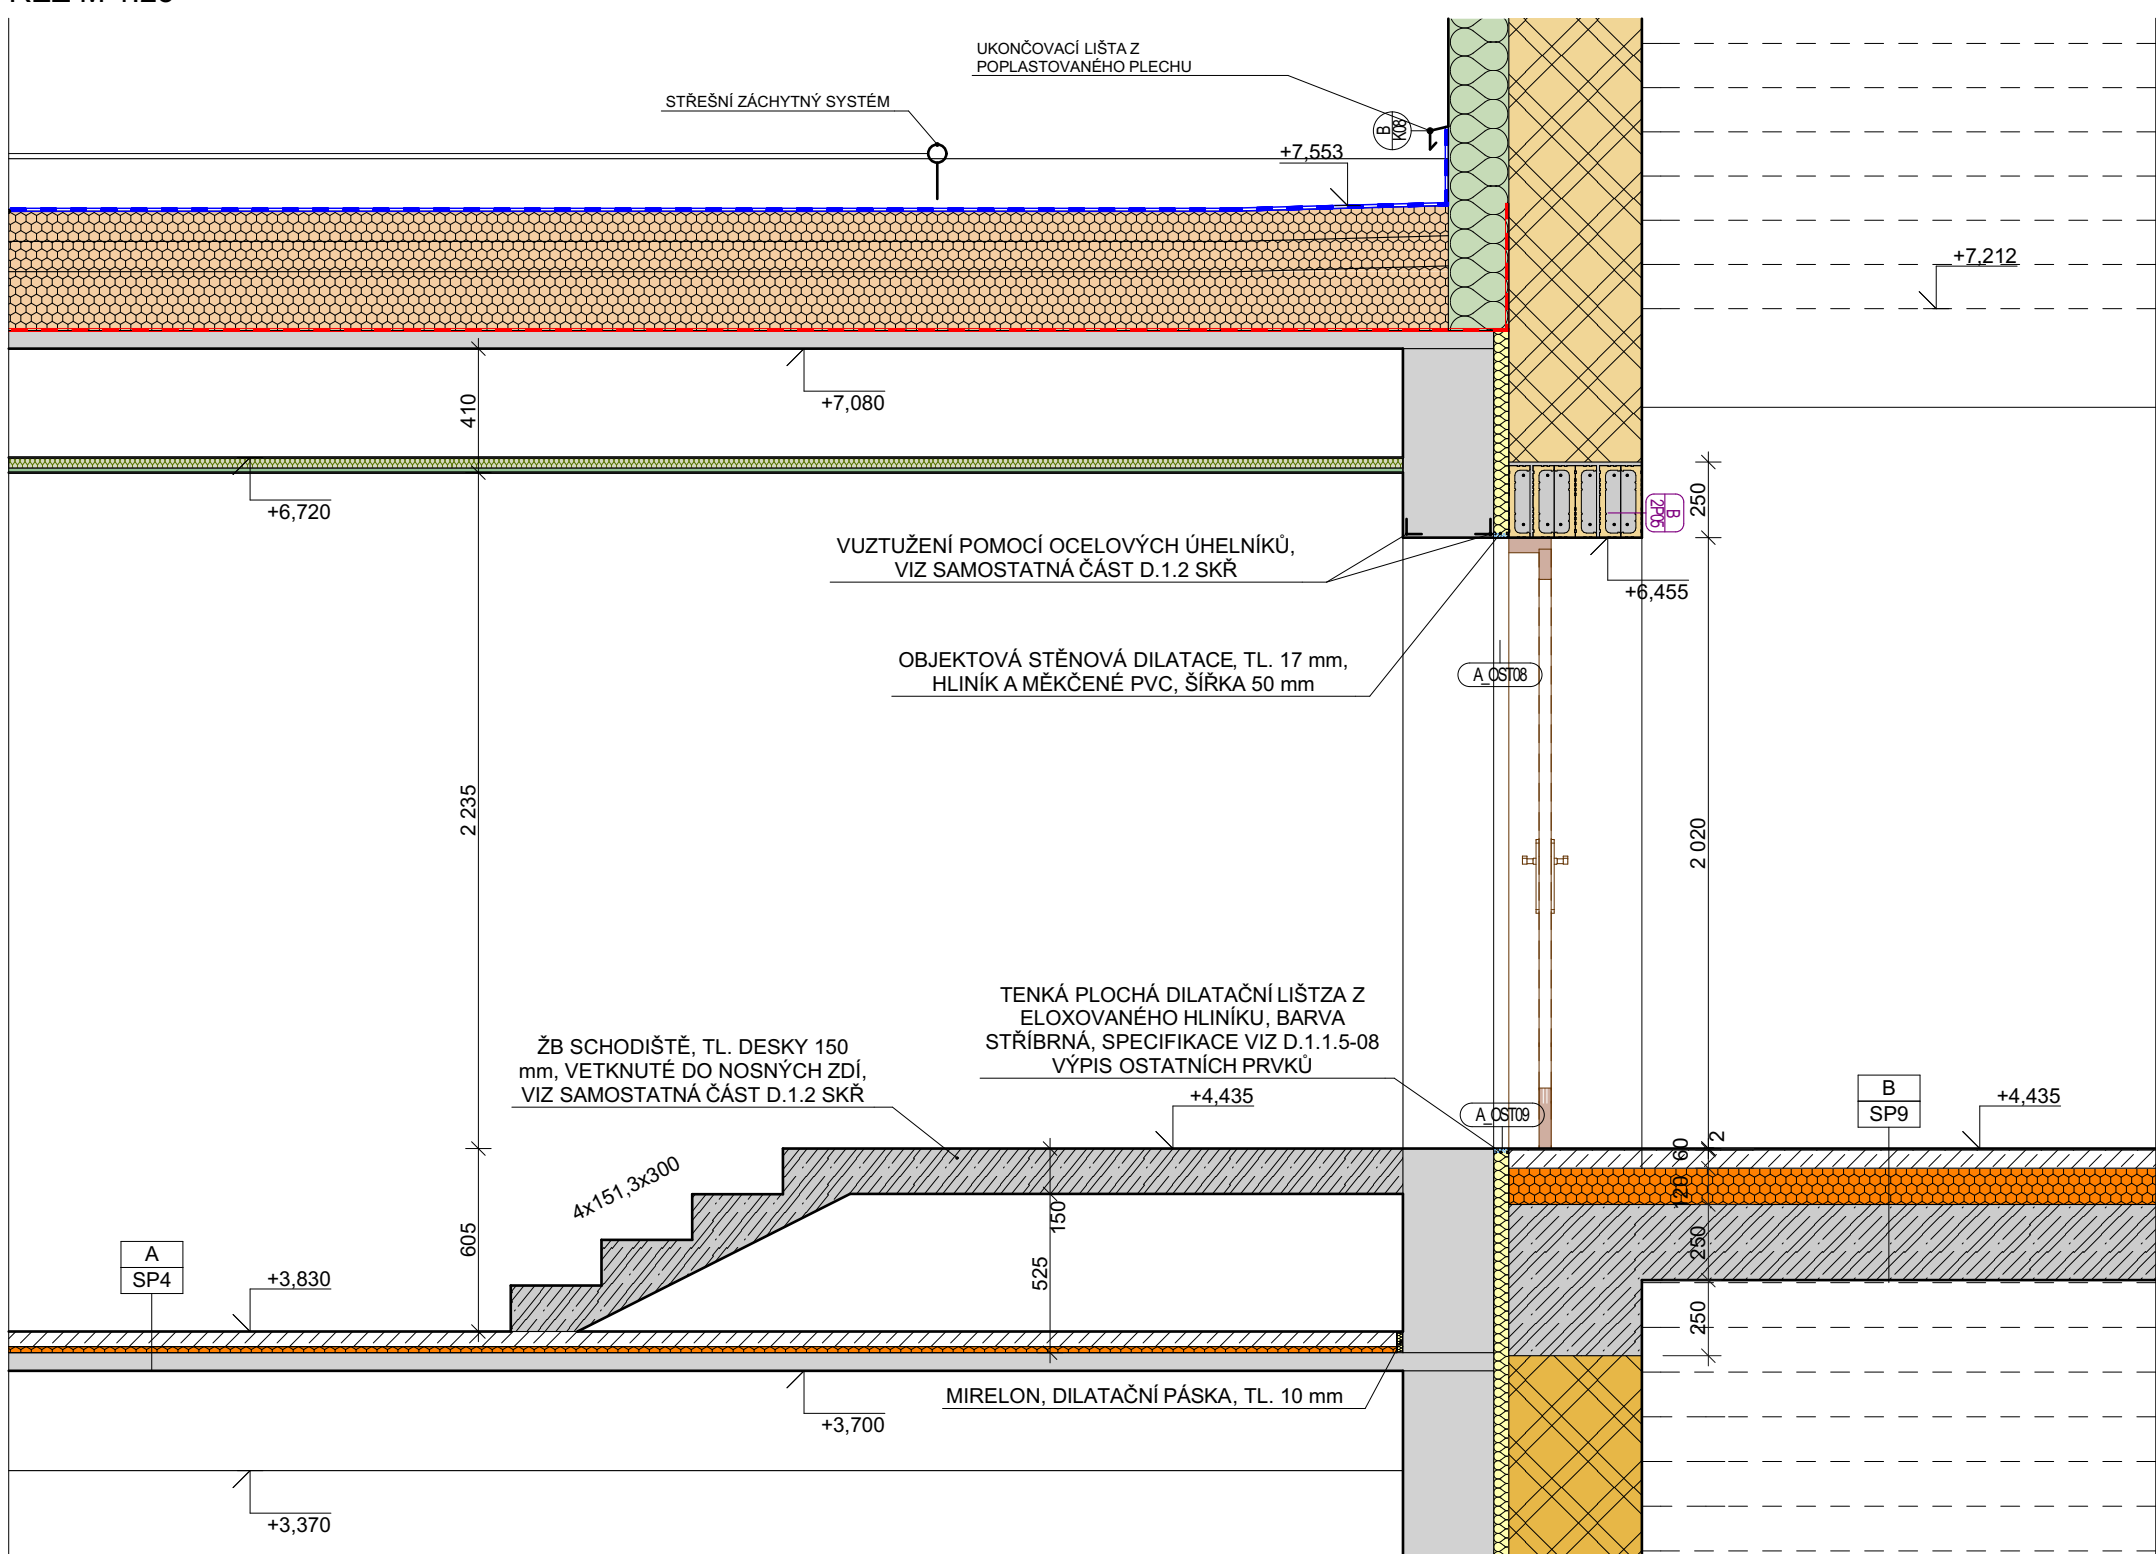 UKONČOVACÍ LIŠTA Z
POPLASTOVANÉHO PLECHU
STŘEŠNÍ ZÁCHYTNÝ SYSTÉM
B
K08
+7,553
+7,212
410
+7,080
+6,720
250
B
2P05
VUZTUŽENÍ POMOCÍ OCELOVÝCH ÚHELNÍKŮ,
VIZ SAMOSTATNÁ ČÁST D.1.2 SKŘ
+6,455
OBJEKTOVÁ STĚNOVÁ DILATACE, TL. 17 mm,
HLINÍK A MĚKČENÉ PVC, ŠÍŘKA 50 mm
A_OST08
2 235
2 020
TENKÁ PLOCHÁ DILATAČNÍ LIŠTZA Z
ELOXOVANÉHO HLINÍKU, BARVA
STŘÍBRNÁ, SPECIFIKACE VIZ D.1.1.5-08
VÝPIS OSTATNÍCH PRVKŮ
ŽB SCHODIŠTĚ, TL. DESKY 150
mm, VETKNUTÉ DO NOSNÝCH ZDÍ,
VIZ SAMOSTATNÁ ČÁST D.1.2 SKŘ
+4,435
A_OST09
B
SP9
+4,435
60
12
120
4x151,3x300
150
605
525
250
250
A
SP4
+3,830
MIRELON, DILATAČNÍ PÁSKA, TL. 10 mm
+3,700
+3,370